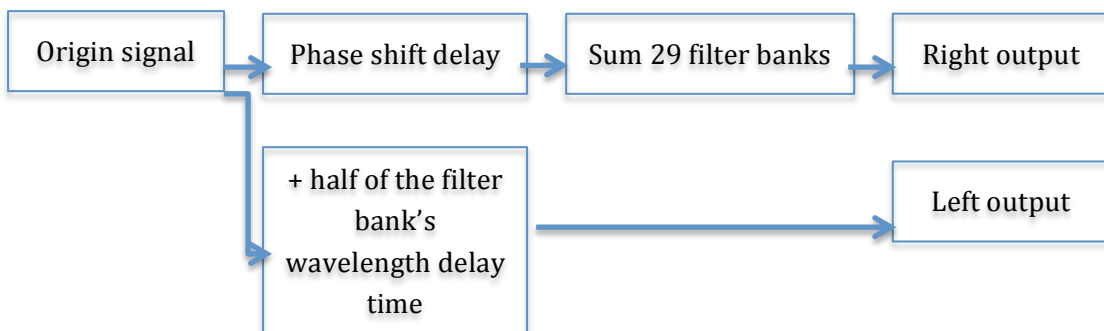 Origin signal
Phase shift delay
Sum 29 filter banks
Right output
+ half of the filter
bank’s
wavelength delay
time
Left output